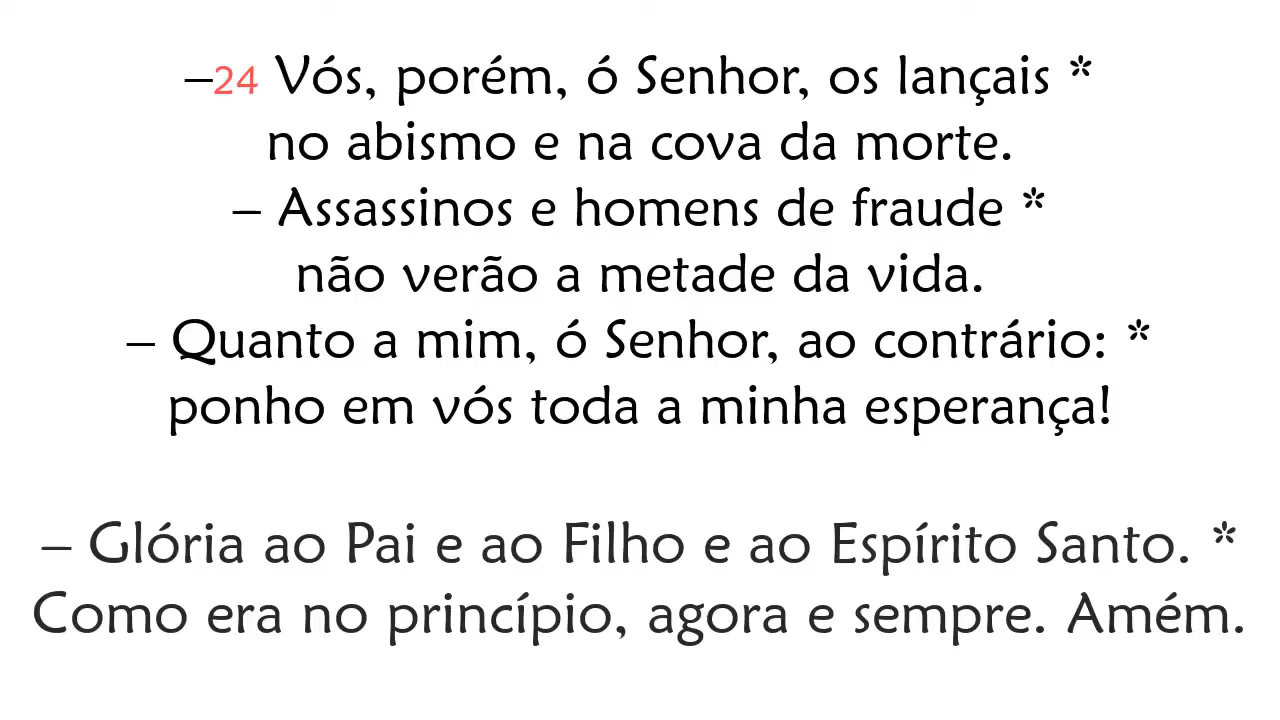 –24 Vós, porém, ó Senhor, os lançais *
no abismo e na cova da morte.
– Assassinos e homens de fraude *
não verão a metade da vida.
– Quanto a mim, ó Senhor, ao contrário: *
ponho em vós toda a minha esperança!
– Glória ao Pai e ao Filho e ao Espírito Santo. *
Como era no princípio, agora e sempre. Amém.